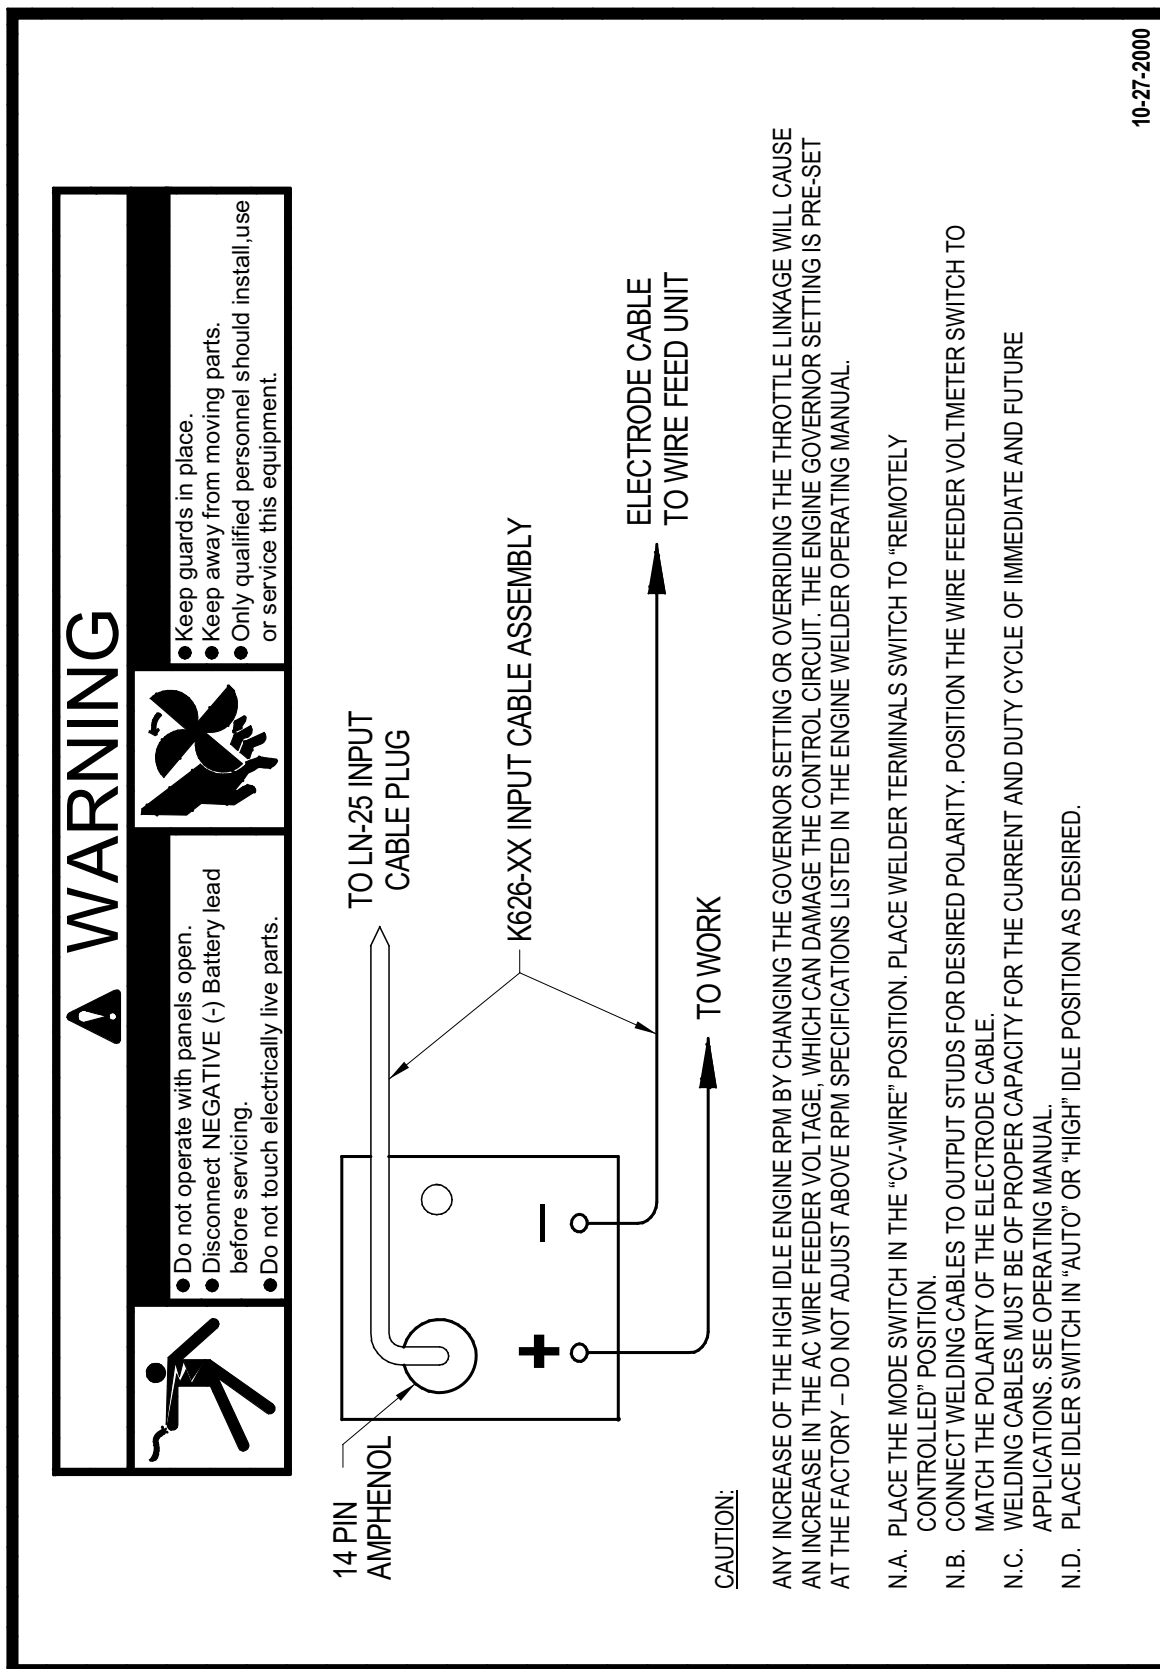 WARNING
● Do not operate with panels open.
● Disconnect NEGATIVE (-) Battery lead
before servicing.
● Do not touch electrically live parts.
● Keep guards in place.
● Keep away from moving parts.
● Only qualified personnel should install,use
or service this equipment.
14 PIN
AMPHENOL
TO LN-25 INPUT
CABLE PLUG
K626-XX INPUT CABLE ASSEMBLY
+
−
ELECTRODE CABLE
TO WIRE FEED UNIT
TO WORK
CAUTION:
ANY INCREASE OF THE HIGH IDLE ENGINE RPM BY CHANGING THE GOVERNOR SETTING OR OVERRIDING THE THROTTLE LINKAGE WILL CAUSE
AN INCREASE IN THE AC WIRE FEEDER VOLTAGE, WHICH CAN DAMAGE THE CONTROL CIRCUIT. THE ENGINE GOVERNOR SETTING IS PRE-SET
AT THE FACTORY – DO NOT ADJUST ABOVE RPM SPECIFICATIONS LISTED IN THE ENGINE WELDER OPERATING MANUAL.
N.A. PLACE THE MODE SWITCH IN THE “CV-WIRE” POSITION. PLACE WELDER TERMINALS SWITCH TO “REMOTELY
CONTROLLED” POSITION.
N.B. CONNECT WELDING CABLES TO OUTPUT STUDS FOR DESIRED POLARITY. POSITION THE WIRE FEEDER VOLTMETER SWITCH TO
MATCH THE POLARITY OF THE ELECTRODE CABLE.
N.C. WELDING CABLES MUST BE OF PROPER CAPACITY FOR THE CURRENT AND DUTY CYCLE OF IMMEDIATE AND FUTURE
APPLICATIONS. SEE OPERATING MANUAL.
N.D. PLACE IDLER SWITCH IN “AUTO” OR “HIGH” IDLE POSITION AS DESIRED.
10-27-2000